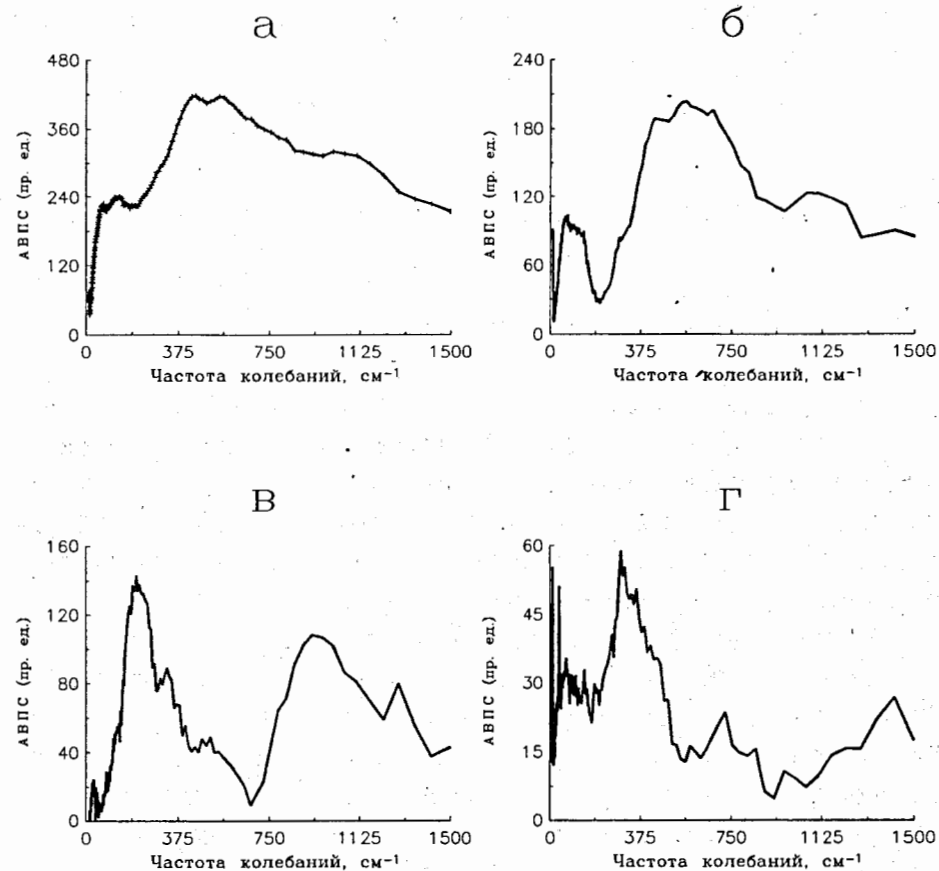 а
480
360
240
120
0
АВПС (пр. ед.)
0 375 750 1125 1500
Частота колебаний, см⁻¹
б
240
180
120
60
0
АВПС (пр. ед.)
0 375 750 1125 1500
Частота колебаний, см⁻¹
в
160
120
80
40
0
АВПС (пр. ед.)
0 375 750 1125 1500
Частота колебаний, см⁻¹
г
60
45
30
15
0
АВПС (пр. ед.)
0 375 750 1125 1500
Частота колебаний, см⁻¹